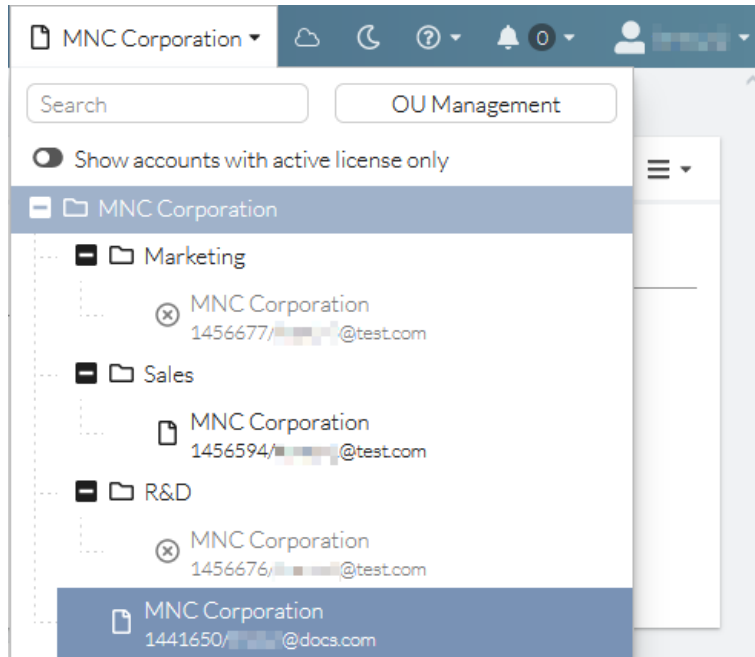 MNC Corporation
0
Search
OU Management
Show accounts with active license only
MNC Corporation
Marketing
MNC Corporation
1456677/ @test.com
Sales
MNC Corporation
1456594/ @test.com
R&D
MNC Corporation
1456676/ @test.com
MNC Corporation
1441650/ @docs.com